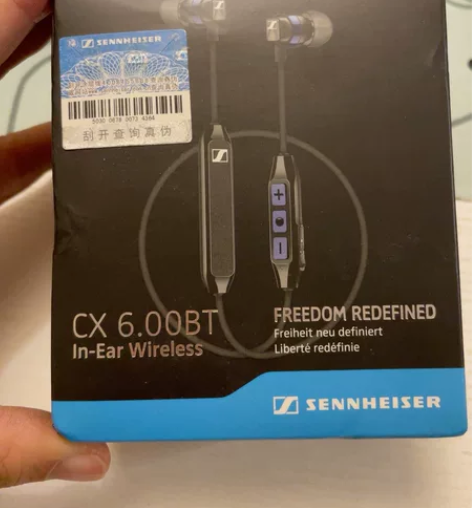 SENNHEISER
刮开查询真伪
+
–
CX 6.00BT
In-Ear Wireless
FREEDOM REDEFINED
Freiheit neu definiert
Liberté redéfinie
SENNHEISER